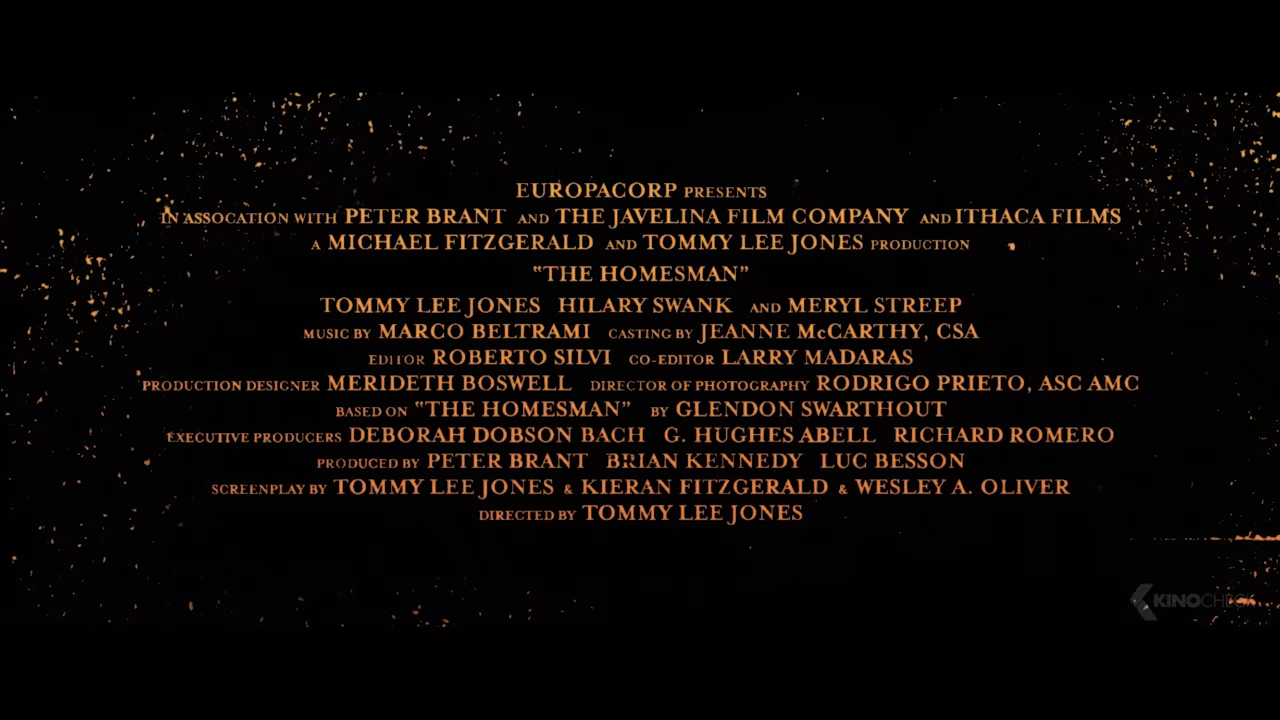 EUROPACORP PRESENTS
IN ASSOCATION WITH PETER BRANT AND THE JAVELINA FILM COMPANY AND ITHACA FILMS
A MICHAEL FITZGERALD AND TOMMY LEE JONES PRODUCTION
"THE HOMESMAN"
TOMMY LEE JONES HILARY SWANK AND MERYL STREEP
MUSIC BY MARCO BELTRAMI CASTING BY JEANNE McCARTHY, CSA
EDITOR ROBERTO SILVI CO-EDITOR LARRY MADARAS
PRODUCTION DESIGNER MERIDETH BOSWELL DIRECTOR OF PHOTOGRAPHY RODRIGO PRIETO, ASC AMC
BASED ON "THE HOMESMAN" BY GLENDON SWARTHOUT
EXECUTIVE PRODUCERS DEBORAH DOBSON BACH G. HUGHES ABELL RICHARD ROMERO
PRODUCED BY PETER BRANT BRIAN KENNEDY LUC BESSON
SCREENPLAY BY TOMMY LEE JONES & KIERAN FITZGERALD & WESLEY A. OLIVER
DIRECTED BY TOMMY LEE JONES
KINOCHECK